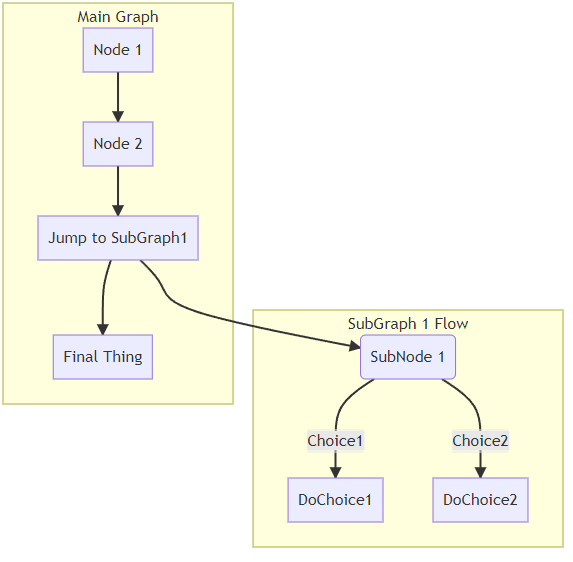 Main Graph
Node 1
Node 2
Jump to SubGraph1
Final Thing
SubGraph 1 Flow
SubNode 1
Choice1
Choice2
DoChoice1
DoChoice2